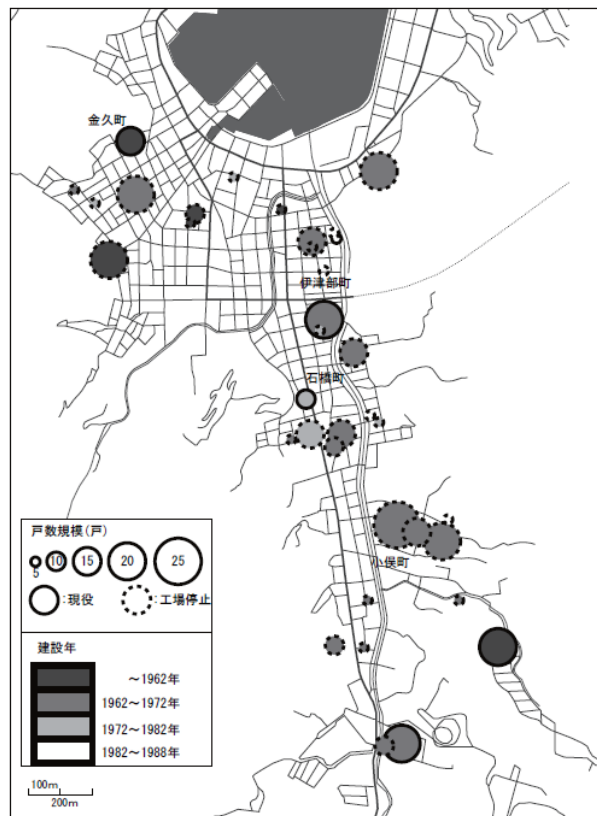 金久町
伊津部町
石橋町
小俣町
戸数規模(戸)
5
10
15
20
25
:現役
:工場停止
建設年
～1962年
1962～1972年
1972～1982年
1982～1988年
100m
200m